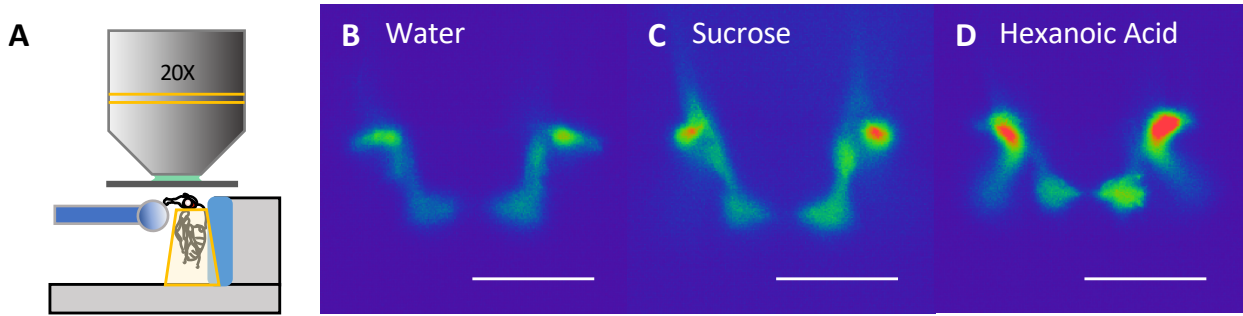 A
20X
B Water
C Sucrose
D Hexanoic Acid